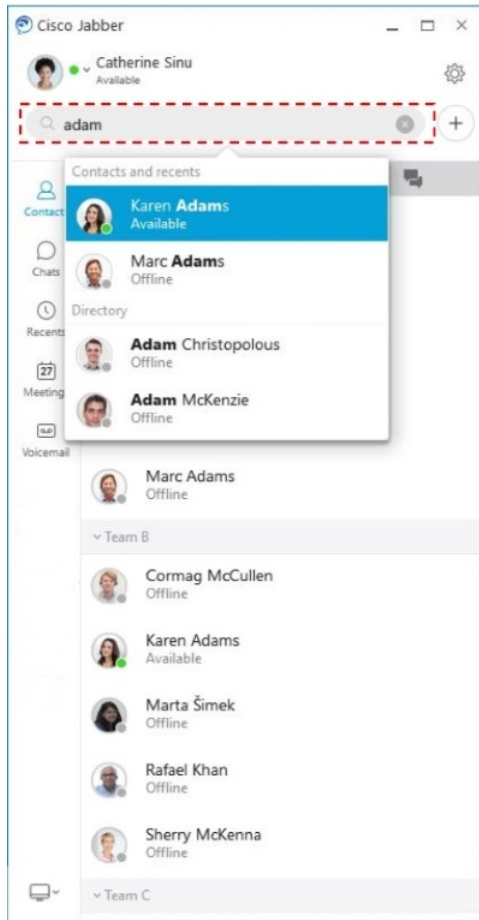 Cisco Jabber
Catherine Sinu
Available
adam
Contacts and recents
Karen Adams
Available
Marc Adams
Offline
Directory
Adam Christopolous
Offline
Adam McKenzie
Offline
Contact
Chats
Recents
27
Meeting
Voicemail
Marc Adams
Offline
Team B
Cormag McCullen
Offline
Karen Adams
Available
Marta Šimek
Offline
Rafael Khan
Offline
Sherry McKenna
Offline
Team C